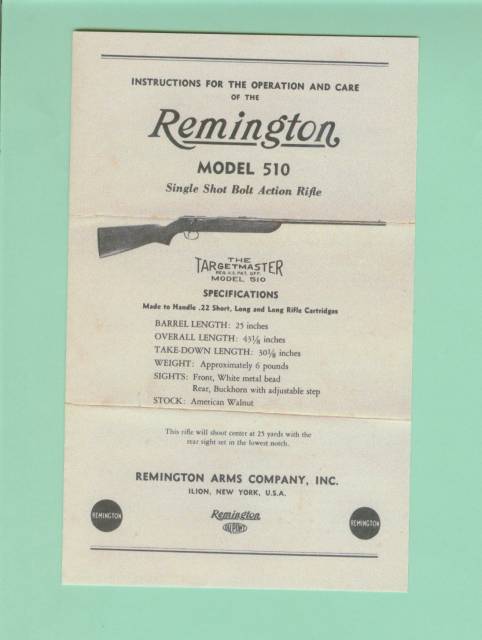 INSTRUCTIONS FOR THE OPERATION AND CARE
OF THE
Remington
MODEL 510
Single Shot Bolt Action Rifle
THE
TARGETMASTER
REG. U.S. PAT. OFF.
MODEL 510
SPECIFICATIONS
Made to Handle .22 Short, Long and Long Rifle Cartridges
BARREL LENGTH: 25 inches
OVERALL LENGTH: 43⅛ inches
TAKE-DOWN LENGTH: 30⅛ inches
WEIGHT: Approximately 6 pounds
SIGHTS: Front, White metal bead
Rear, Buckhorn with adjustable step
STOCK: American Walnut
This rifle will shoot center at 25 yards with the
rear sight set in the lowest notch.
REMINGTON ARMS COMPANY, INC.
ILION, NEW YORK, U.S.A.
REMINGTON
Remington
DU PONT
REMINGTON